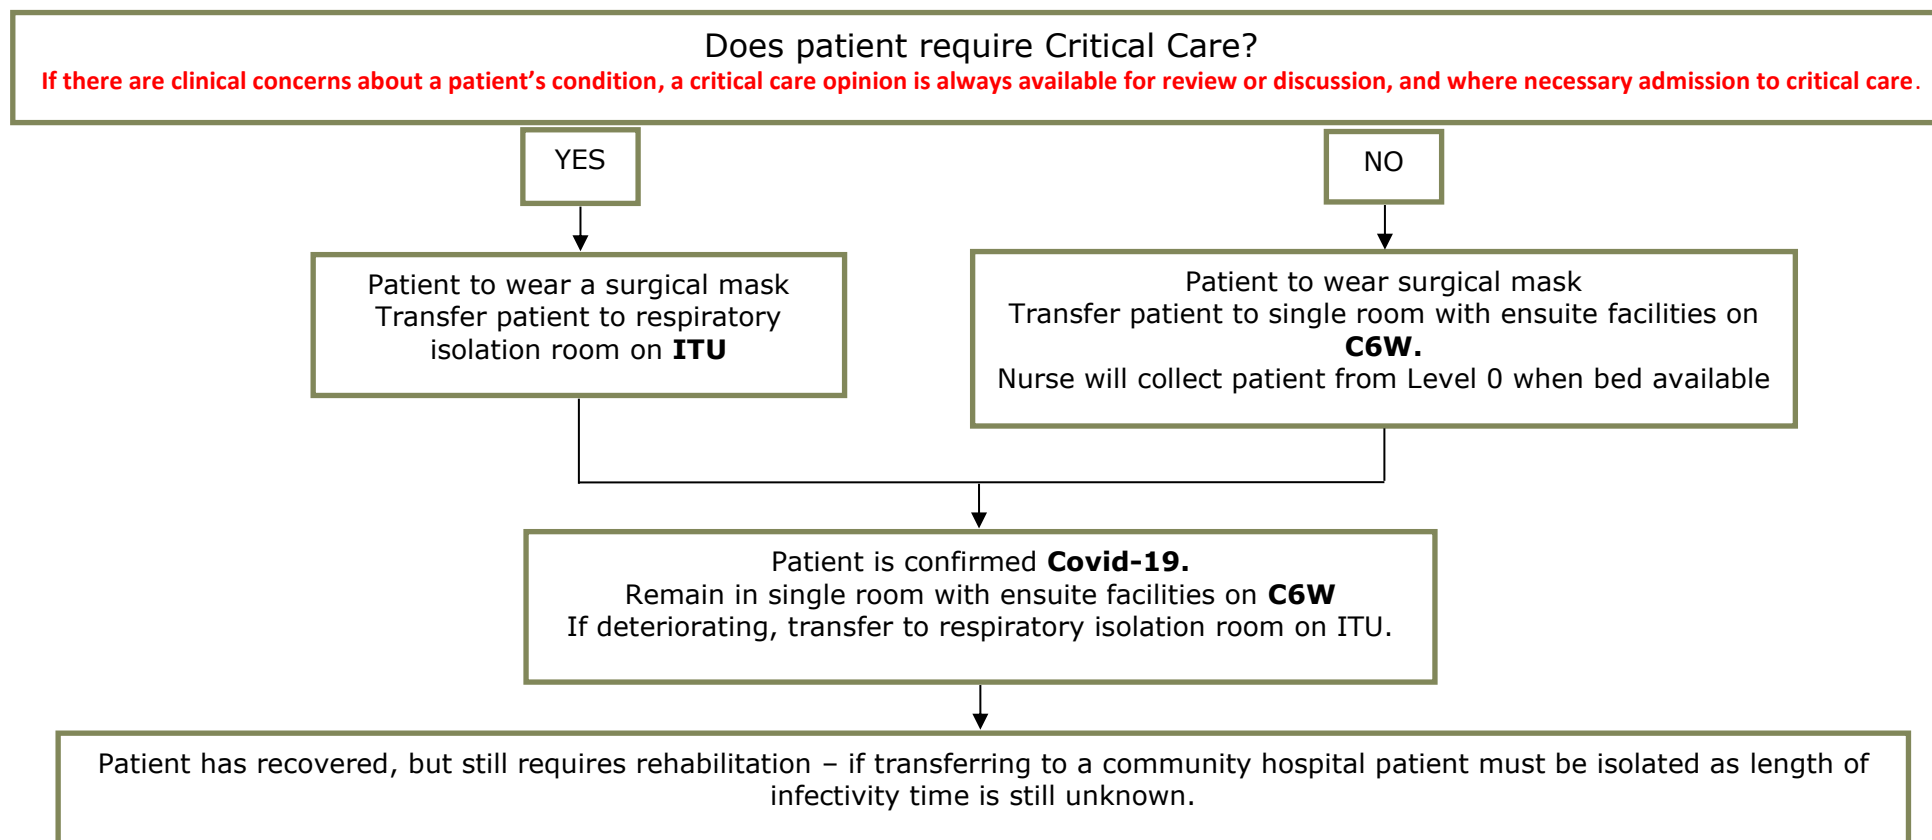 Does patient require Critical Care?
If there are clinical concerns about a patient’s condition, a critical care opinion is always available for review or discussion, and where necessary admission to critical care.
YES
NO
Patient to wear a surgical mask
Transfer patient to respiratory
isolation room on ITU
Patient to wear surgical mask
Transfer patient to single room with ensuite facilities on
C6W.
Nurse will collect patient from Level 0 when bed available
Patient is confirmed Covid-19.
Remain in single room with ensuite facilities on C6W
If deteriorating, transfer to respiratory isolation room on ITU.
Patient has recovered, but still requires rehabilitation – if transferring to a community hospital patient must be isolated as length of
infectivity time is still unknown.